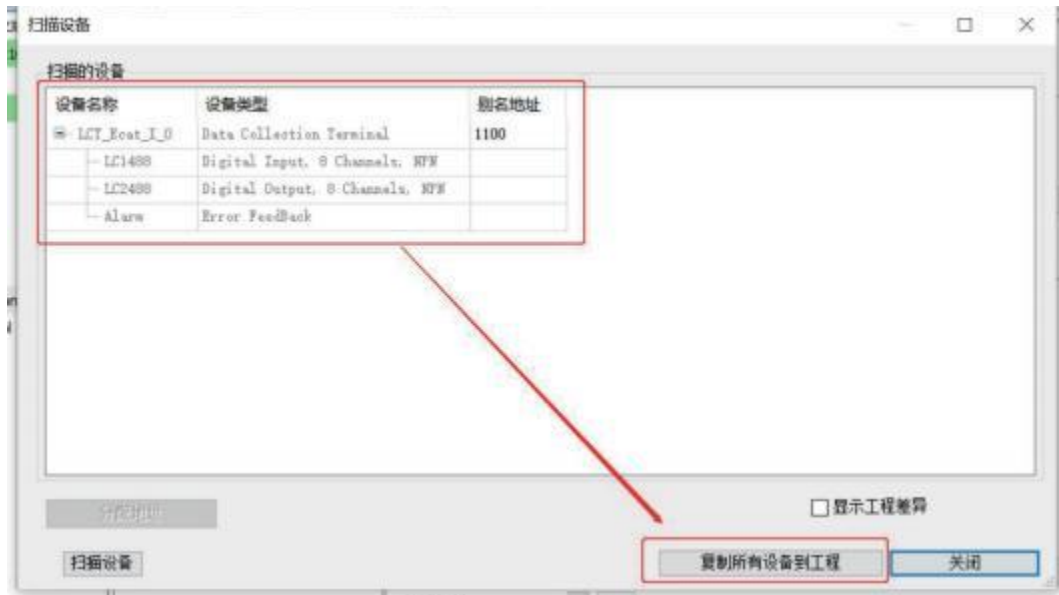 扫描设备
扫描的设备
设备名称 设备类型 别名地址
LCT_Ecat_I_0 Data Collection Terminal 1100
LC1488 Digital Input, 8 Channels, NPN
LC2488 Digital Output, 8 Channels, NPN
Alarm Error FeedBack
显示工程差异
扫描设备 复制所有设备到工程 关闭